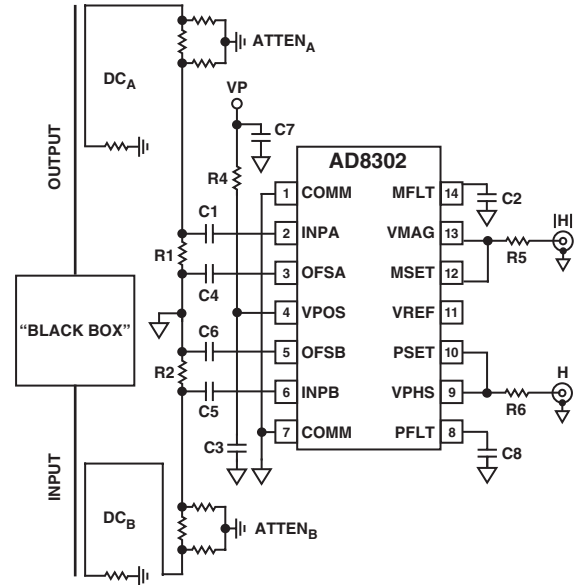 ATTEN_A
DC_A
VP
C7
OUTPUT
R4
AD8302
1 COMM MFLT 14
C2
C1
2 INPA VMAG 13
|H|
R1
R5
3 OFSA MSET 12
C4
"BLACK BOX"
4 VPOS VREF 11
C6
5 OFSB PSET 10
R2
H
6 INPB VPHS 9
C5
R6
7 COMM PFLT 8
C3
C8
INPUT
DC_B
ATTEN_B